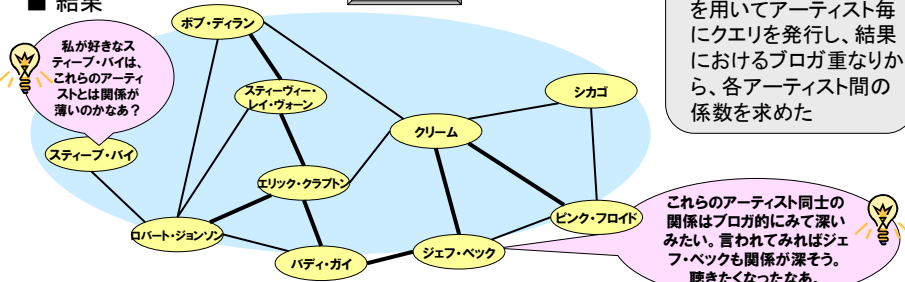 ■ 結果
を用いてアーティスト毎
にクエリを発行し、結果
におけるブロガ重なりか
ら、各アーティスト間の
係数を求めた
ボブ・ディラン
私が好きなス
ティーブ・バイは、
これらのアーティ
ストとは関係が
薄いのかなあ?
スティーヴィー・
レイ・ヴォーン
シカゴ
クリーム
スティーブ・バイ
エリック・クラプトン
ロバート・ジョンソン
バディ・ガイ
ジェフ・ベック
ピンク・フロイド
これらのアーティスト同士の
関係はブロガ的にみて深い
みたい。言われてみればジェ
フ・ベックも関係が深そう。
聴きたくなったなあ。